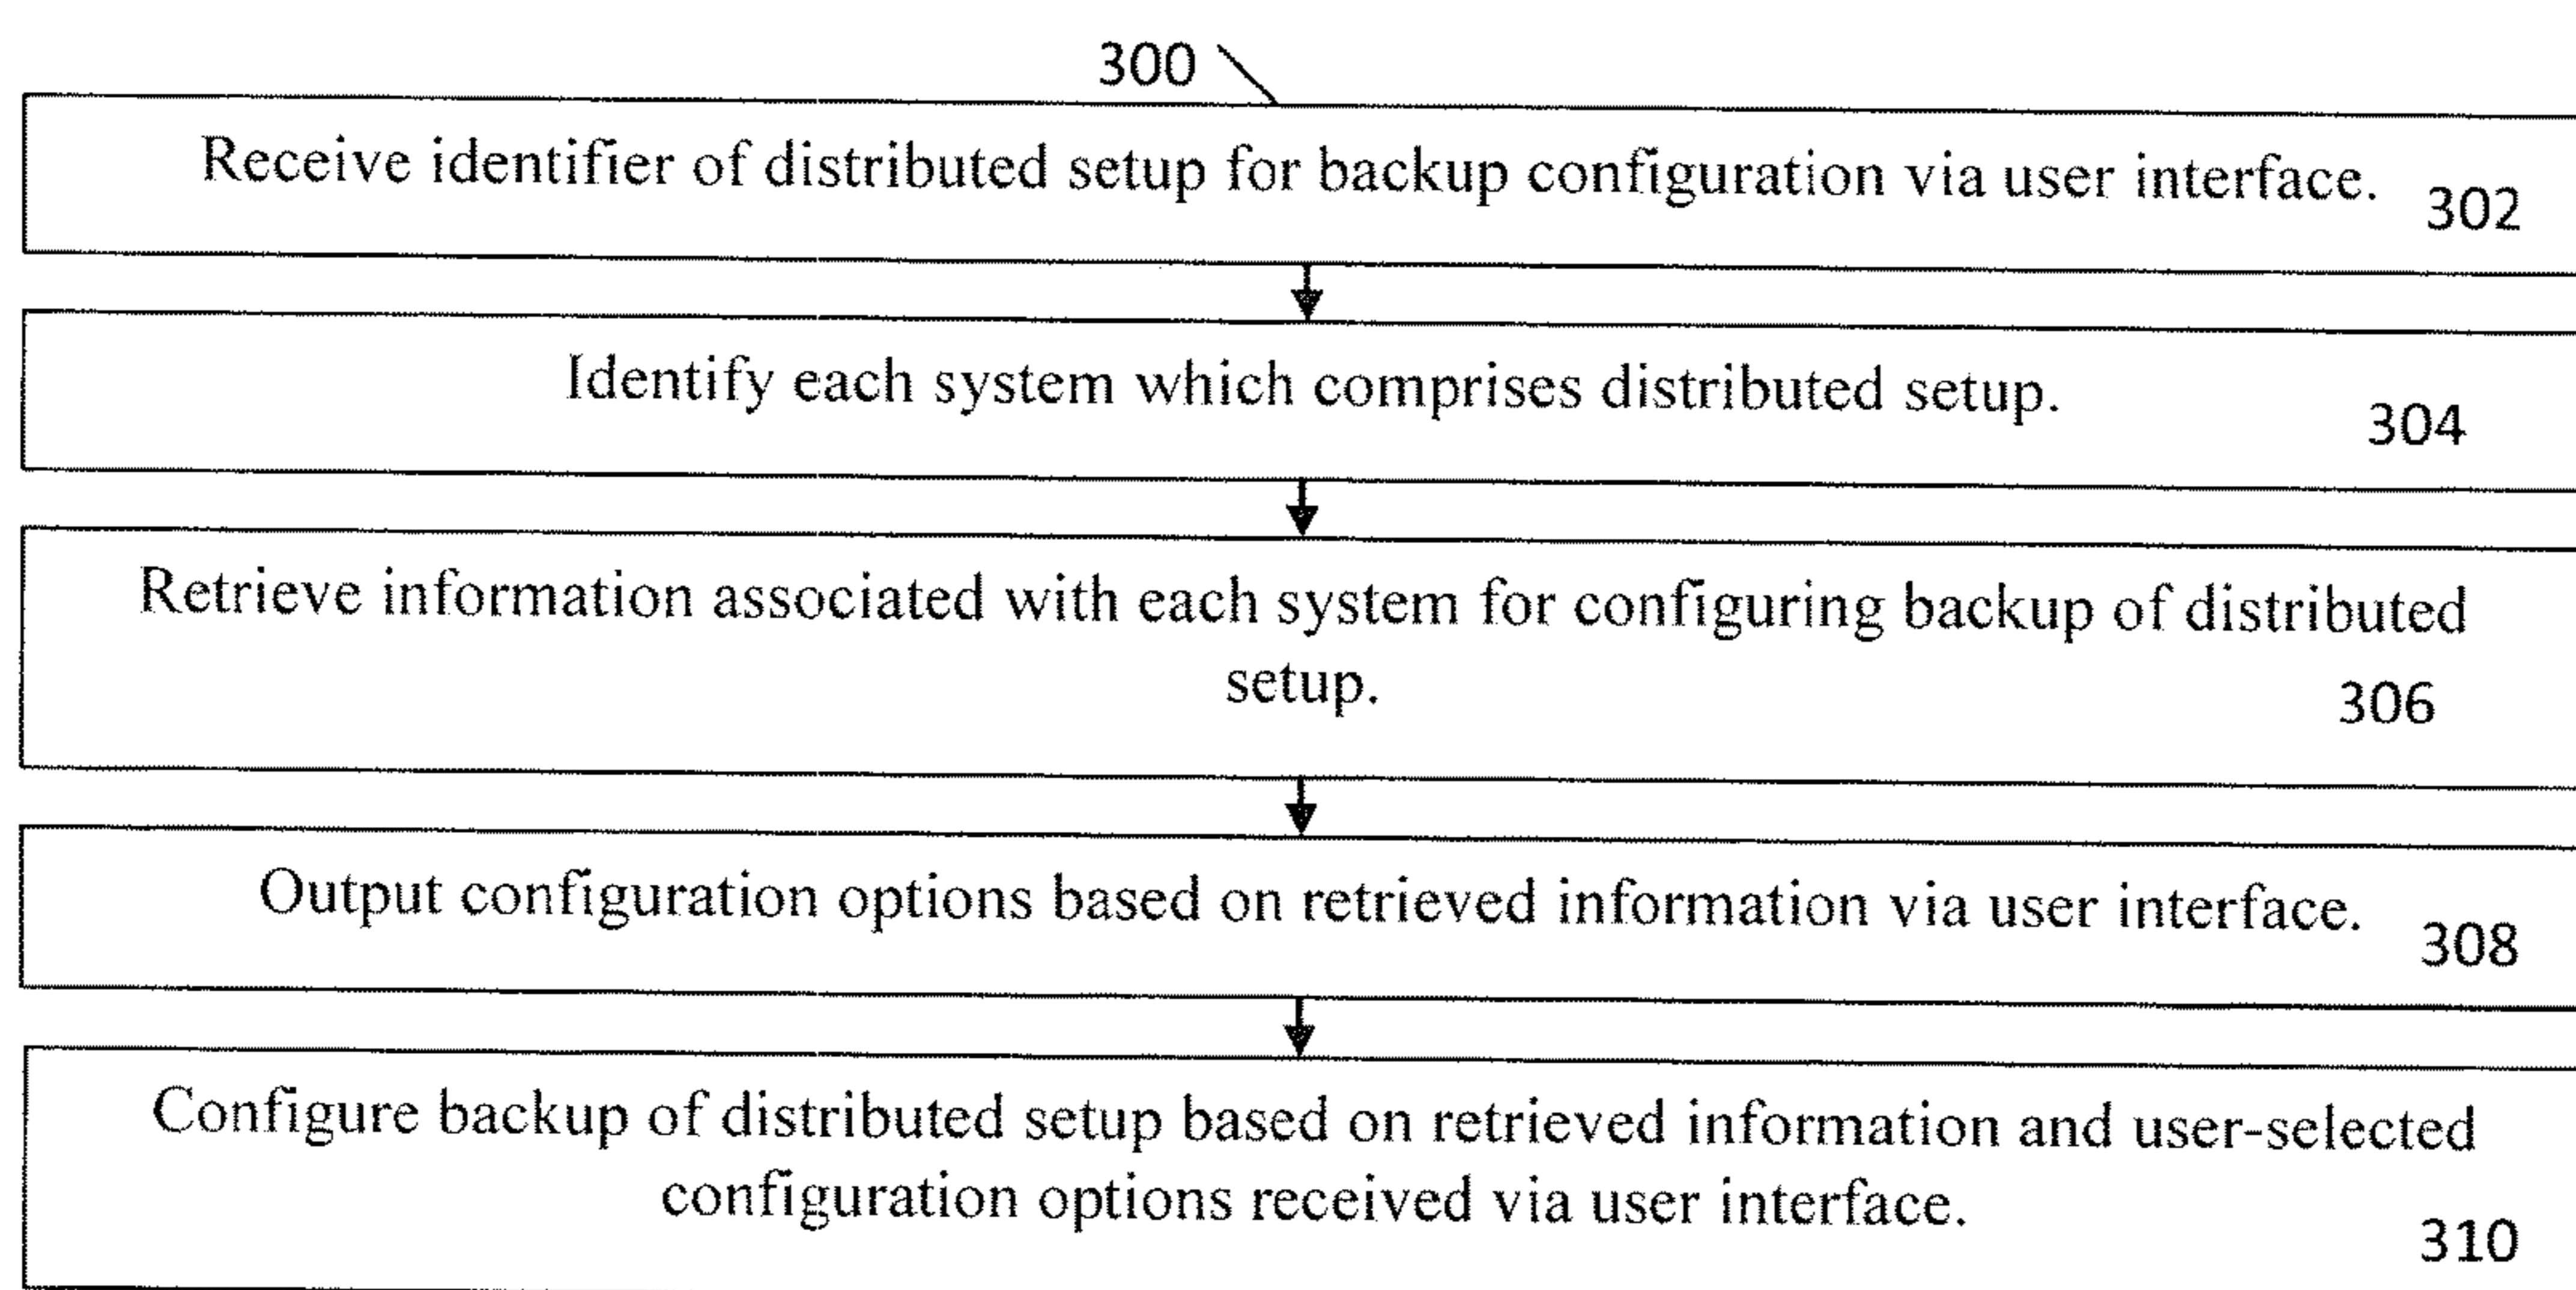 300
Receive identifier of distributed setup for backup configuration via user interface.
302
Identify each system which comprises distributed setup.
304
Retrieve information associated with each system for configuring backup of distributed
setup.
306
Output configuration options based on retrieved information via user interface.
308
Configure backup of distributed setup based on retrieved information and user-selected
configuration options received via user interface.
310